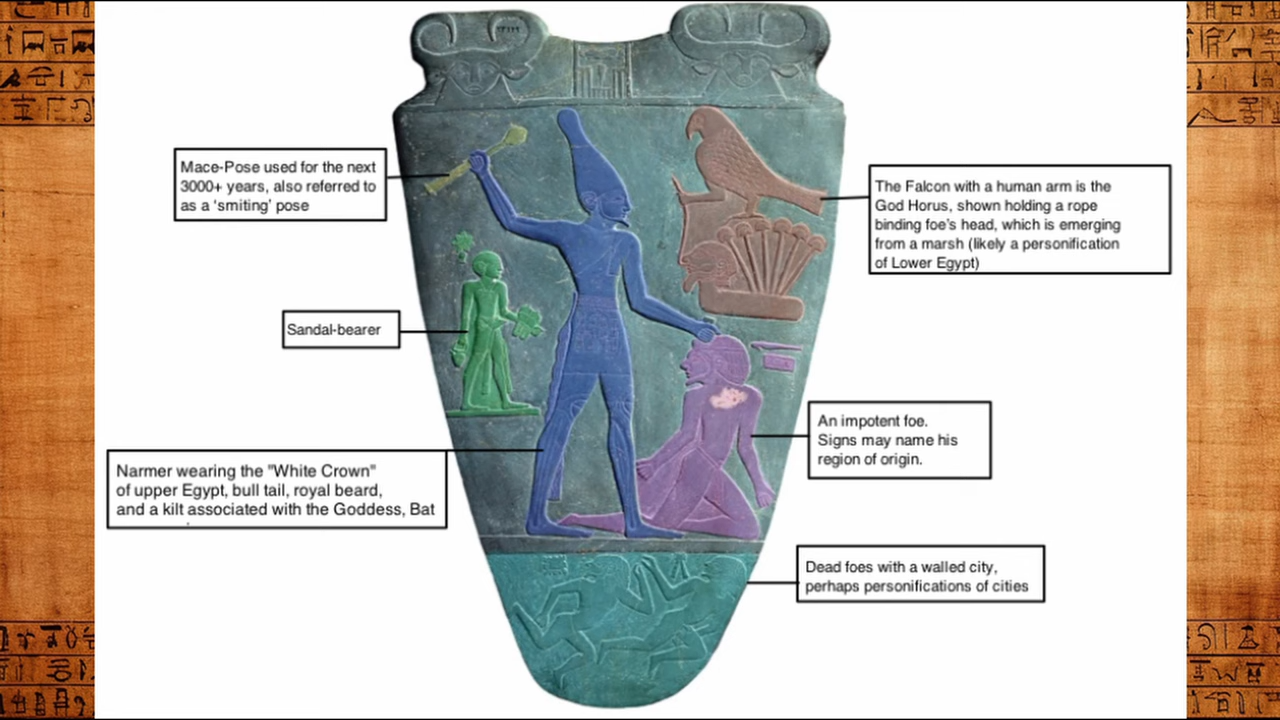 Mace-Pose used for the next
3000+ years, also referred to
as a 'smiting' pose
The Falcon with a human arm is the
God Horus, shown holding a rope
binding foe's head, which is emerging
from a marsh (likely a personification
of Lower Egypt)
Sandal-bearer
An impotent foe.
Signs may name his
region of origin.
Narmer wearing the "White Crown"
of upper Egypt, bull tail, royal beard,
and a kilt associated with the Goddess, Bat
Dead foes with a walled city,
perhaps personifications of cities